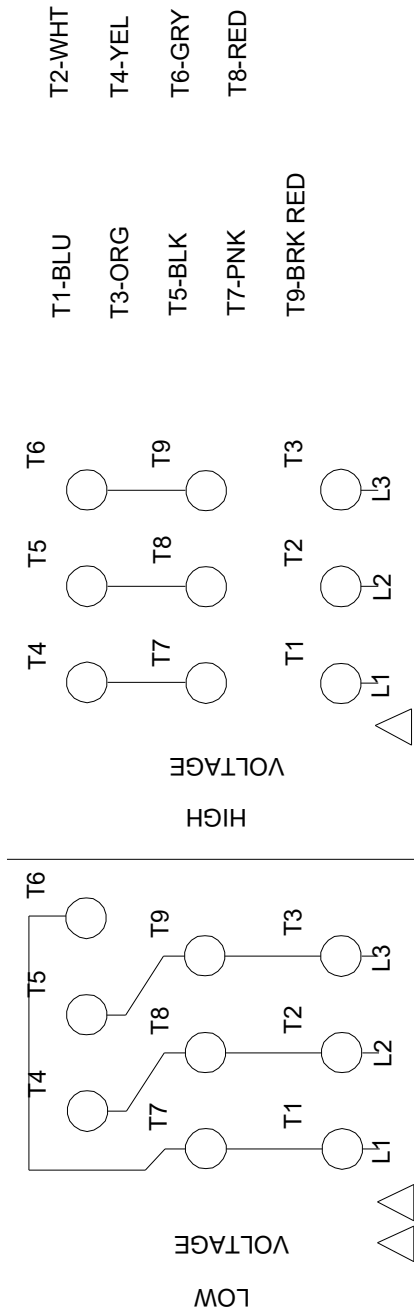 LOW
VOLTAGE
T4 T5 T6
T7 T8 T9
T1 T2 T3
L1 L2 L3
HIGH
VOLTAGE
T4 T5 T6
T7 T8 T9
T1 T2 T3
L1 L2 L3
T1-BLU T2-WHT
T3-ORG T4-YEL
T5-BLK T6-GRY
T7-PNK T8-RED
T9-BRK RED